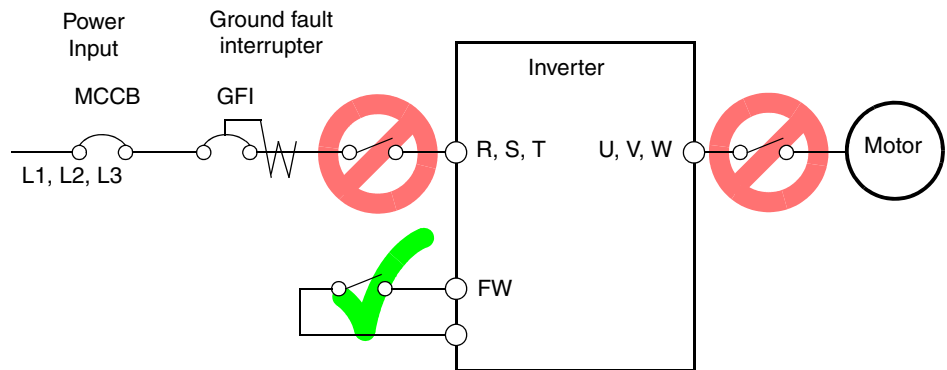 Power
Input
Ground fault
interrupter
MCCB
GFI
Inverter
L1, L2, L3
R, S, T
U, V, W
Motor
FW